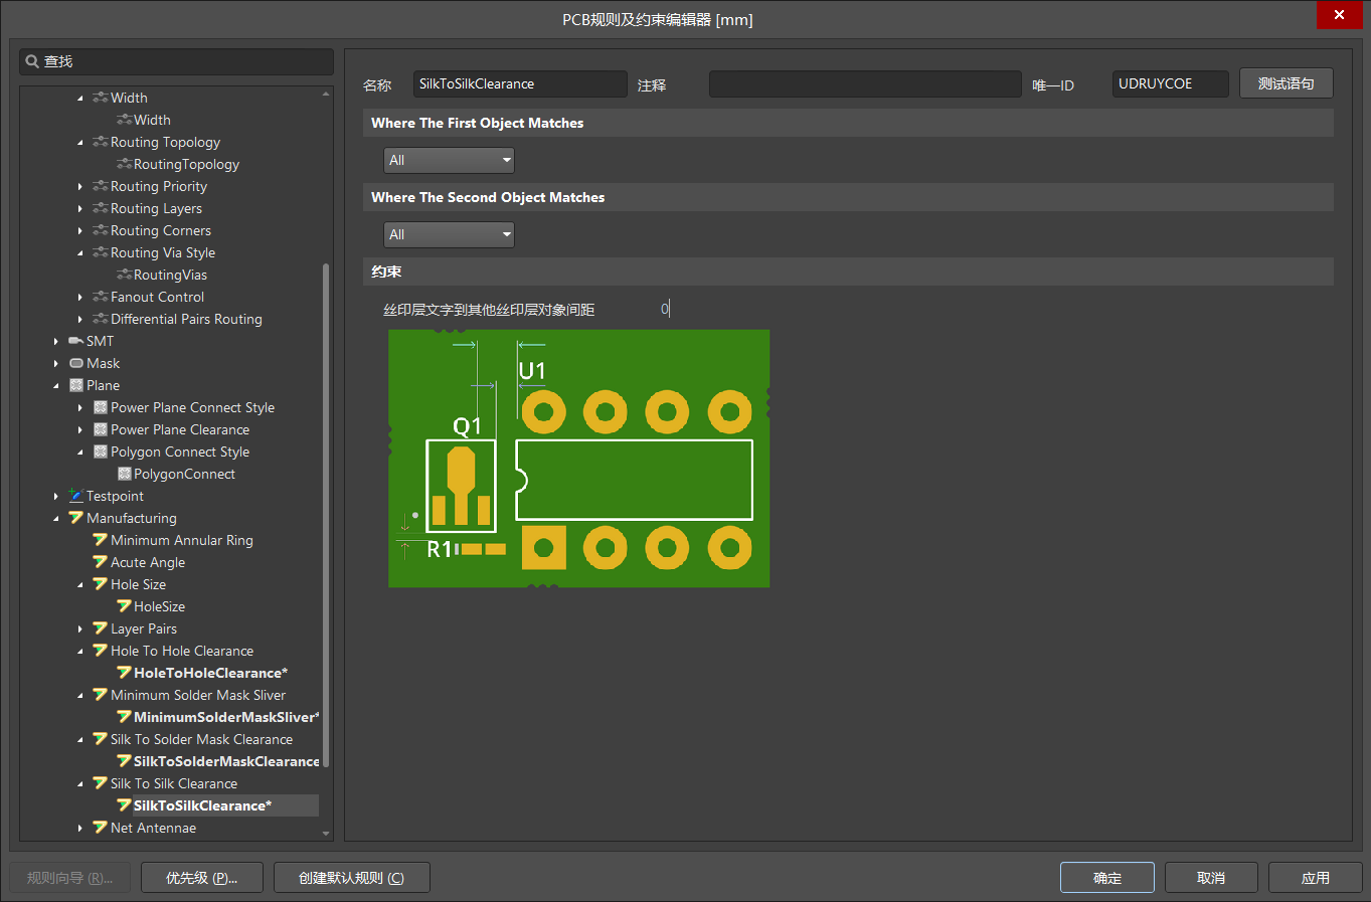 PCB规则及约束编辑器 [mm]
查找
Width
Width
Routing Topology
RoutingTopology
Routing Priority
Routing Layers
Routing Corners
Routing Via Style
RoutingVias
Fanout Control
Differential Pairs Routing
SMT
Mask
Plane
Power Plane Connect Style
Power Plane Clearance
Polygon Connect Style
PolygonConnect
Testpoint
Manufacturing
Minimum Annular Ring
Acute Angle
Hole Size
HoleSize
Layer Pairs
Hole To Hole Clearance
HoleToHoleClearance*
Minimum Solder Mask Sliver
MinimumSolderMaskSliver*
Silk To Solder Mask Clearance
SilkToSolderMaskClearance
Silk To Silk Clearance
SilkToSilkClearance*
Net Antennae
名称 SilkToSilkClearance 注释 唯一ID UDRUYCOE 测试语句
Where The First Object Matches
All
Where The Second Object Matches
All
约束
丝印层文字到其他丝印层对象间距 0
U1
Q1
R1
规则向导 (R)... 优先级 (P)... 创建默认规则 (C) 确定 取消 应用